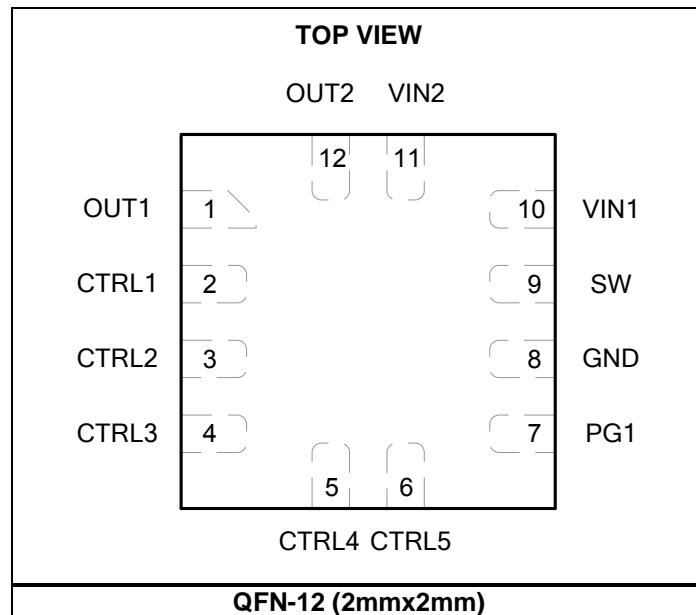 TOP VIEW
OUT2 VIN2
12 11
OUT1 1 10 VIN1
CTRL1 2 9 SW
CTRL2 3 8 GND
CTRL3 4 7 PG1
5 6
CTRL4 CTRL5
QFN-12 (2mmx2mm)